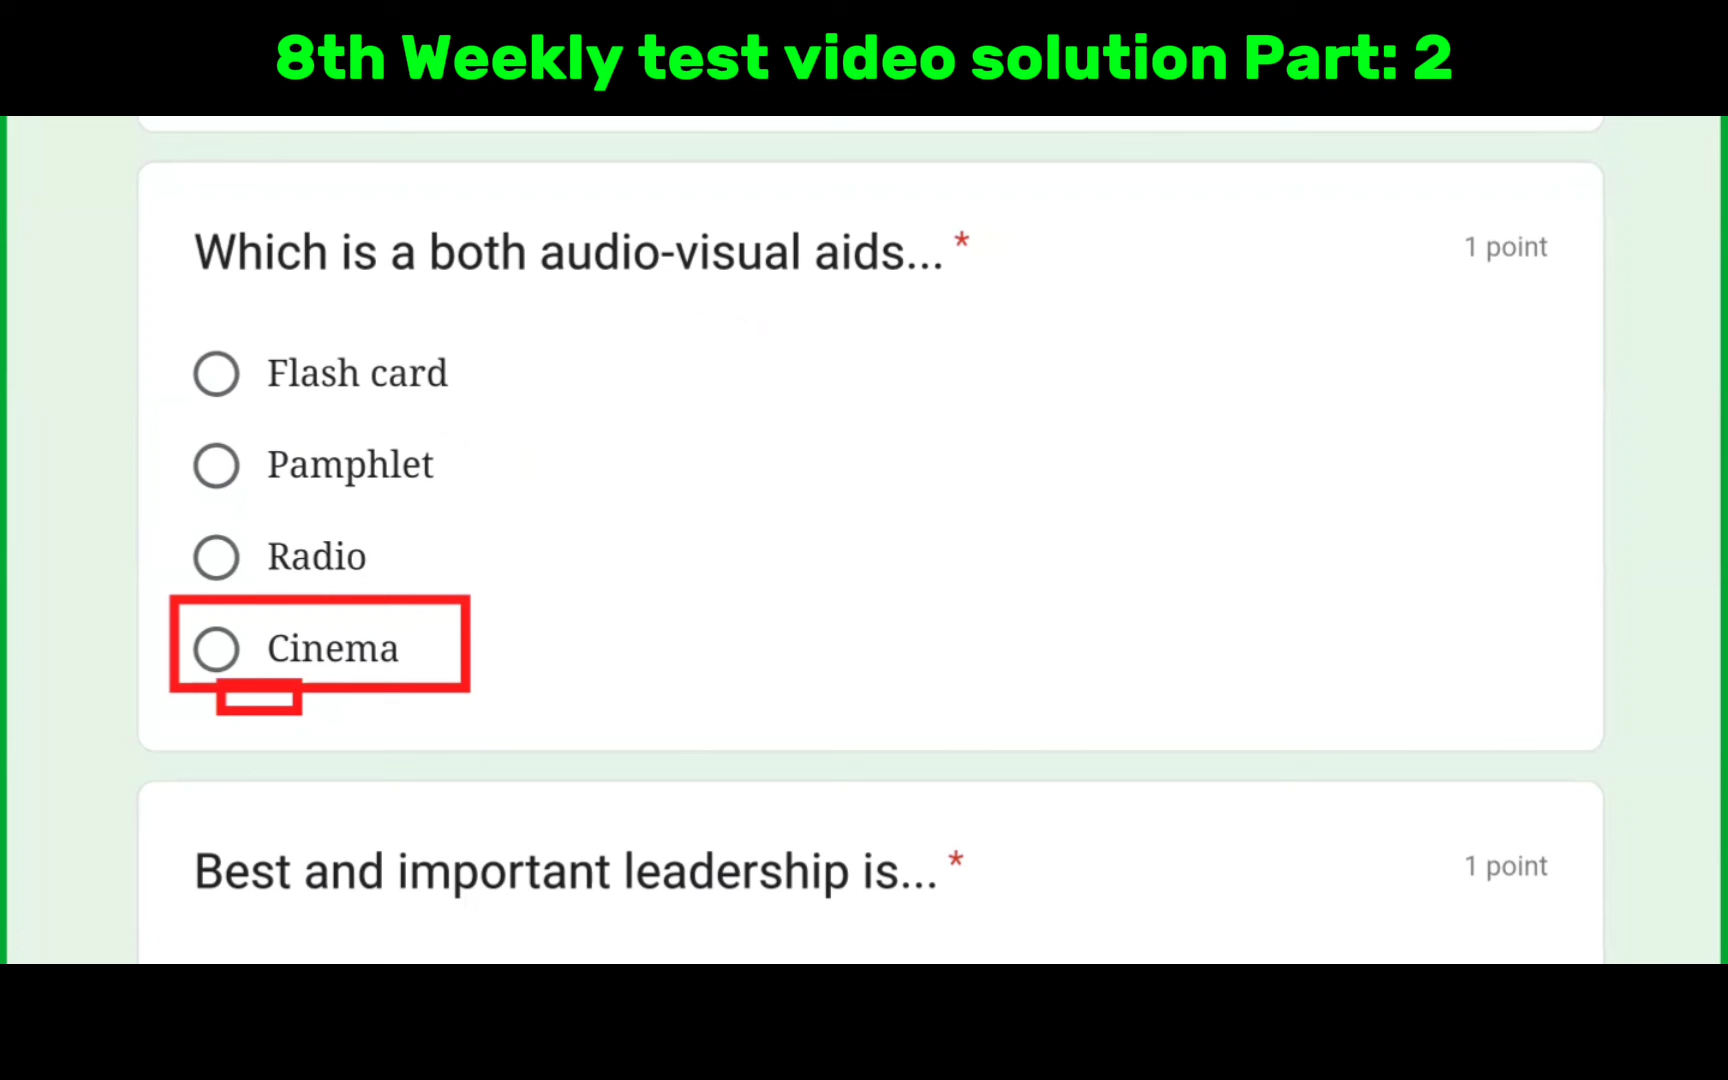 8th Weekly test video solution Part: 2
Which is a both audio-visual aids... *
1 point
Flash card
Pamphlet
Radio
Cinema
Best and important leadership is... *
1 point